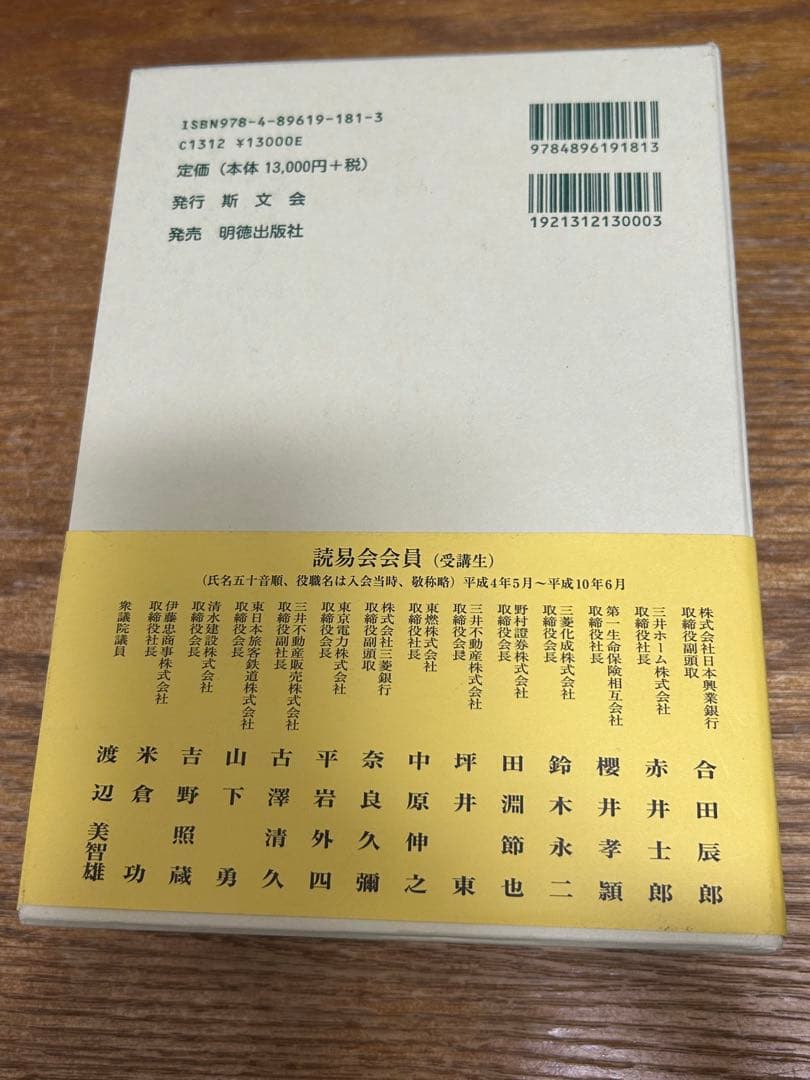 ISBN978-4-89619-181-3
C1312 ¥13000E
定価（本体 13,000円＋税）
発行 斯文会
発売 明徳出版社
9784896191813
1921312130003
読易会会員（受講生）
（氏名五十音順、役職名は入会当時、敬称略）平成4年5月～平成10年6月
株式会社日本興業銀行
取締役副頭取
合田辰郎
三井ホーム株式会社
取締役社長
赤井士郎
第一生命保険相互会社
取締役社長
櫻井孝頴
三菱化成株式会社
取締役会長
鈴木永二
野村證券株式会社
取締役会長
田淵節也
三井不動産株式会社
取締役会長
坪井東
東燃株式会社
取締役社長
中原伸之
株式会社三菱銀行
取締役副頭取
奈良久彌
東京電力株式会社
取締役会長
平岩外四
三井不動産販売株式会社
取締役副社長
古澤清久
東日本旅客鉄道株式会社
取締役会長
山下勇
清水建設株式会社
取締役会長
吉野照蔵
伊藤忠商事株式会社
取締役社長
米倉功
衆議院議員
渡辺美智雄